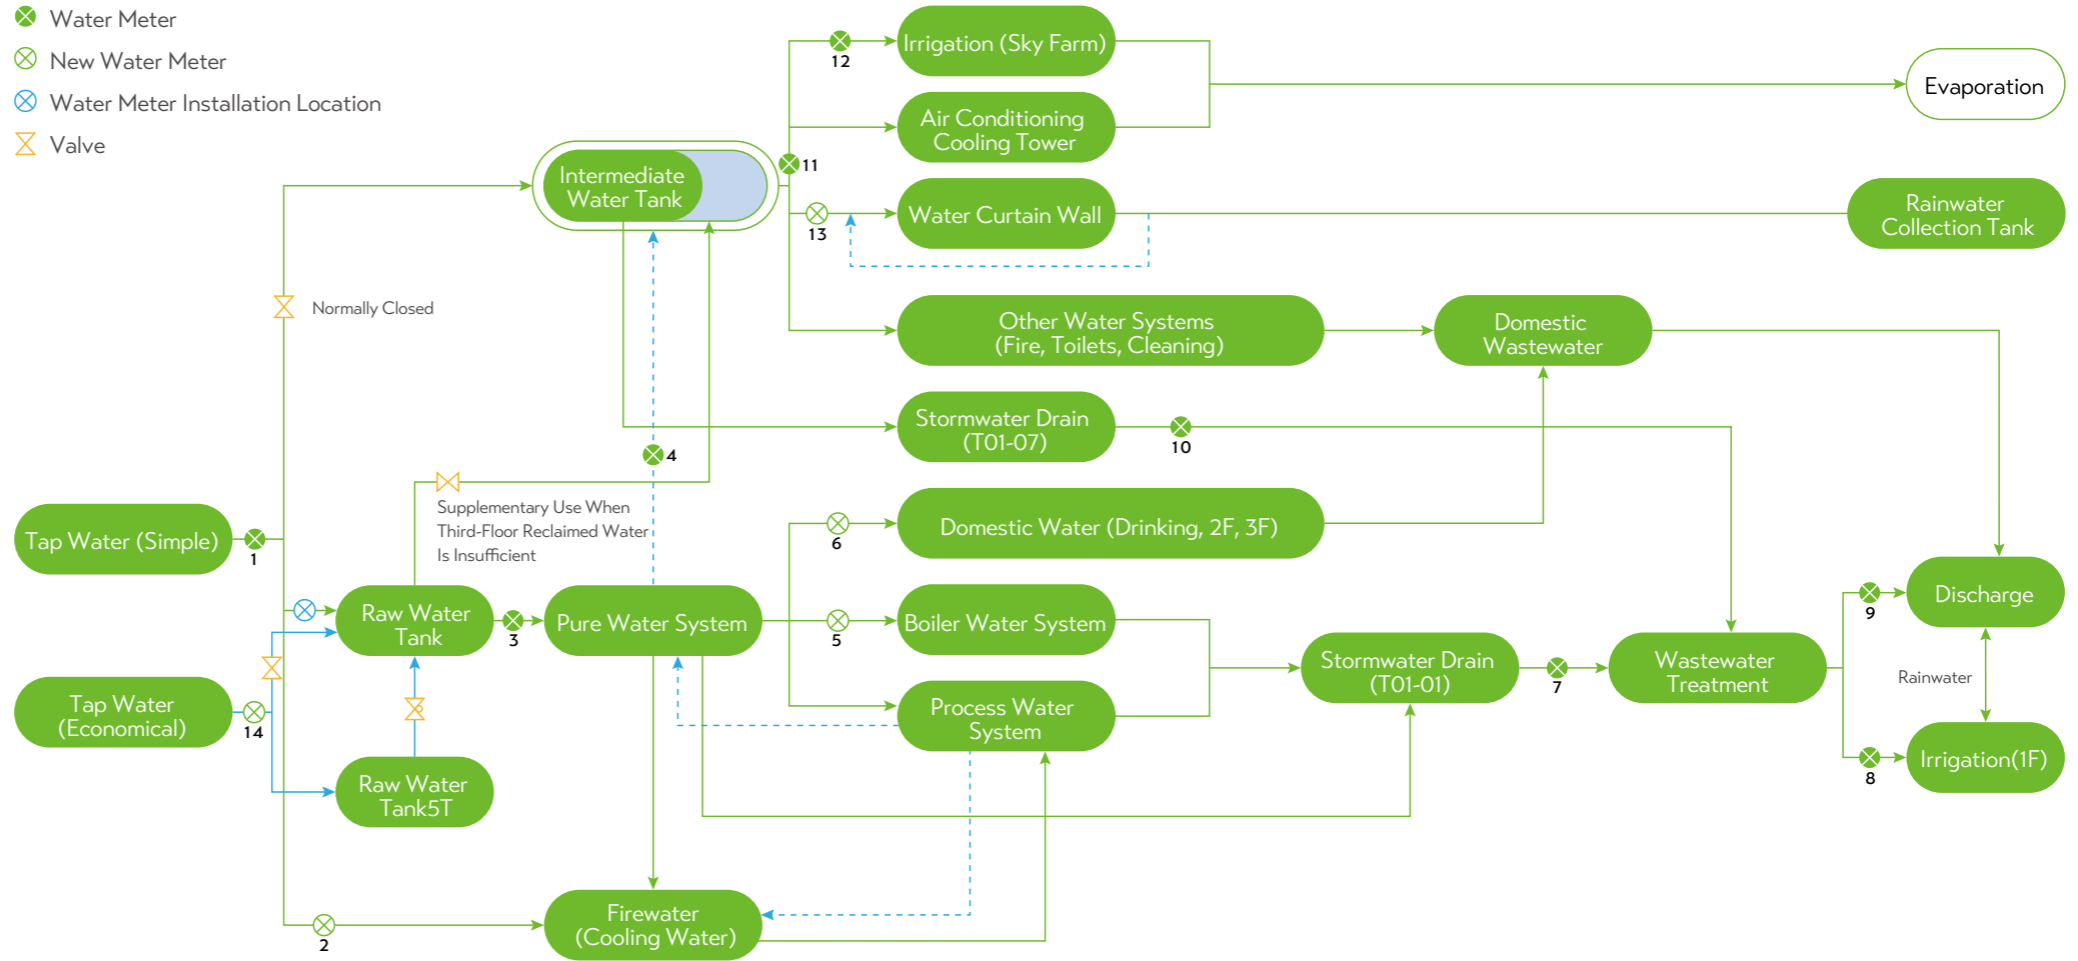 Water Meter
New Water Meter
Water Meter Installation Location
Valve
12
Irrigation (Sky Farm)
Evaporation
Air Conditioning
Cooling Tower
11
Intermediate
Water Tank
13
Water Curtain Wall
Rainwater
Collection Tank
Normally Closed
Other Water Systems
(Fire, Toilets, Cleaning)
Domestic
Wastewater
Stormwater Drain
(T01-07)
10
4
Supplementary Use When
Third-Floor Reclaimed Water
Is Insufficient
Tap Water (Simple)
1
6
Domestic Water (Drinking, 2F, 3F)
Raw Water
Tank
3
Pure Water System
5
Boiler Water System
9
Discharge
Stormwater Drain
(T01-01)
7
Wastewater
Treatment
Rainwater
Tap Water
(Economical)
14
Process Water
System
8
Irrigation(1F)
Raw Water
Tank5T
Firewater
(Cooling Water)
2